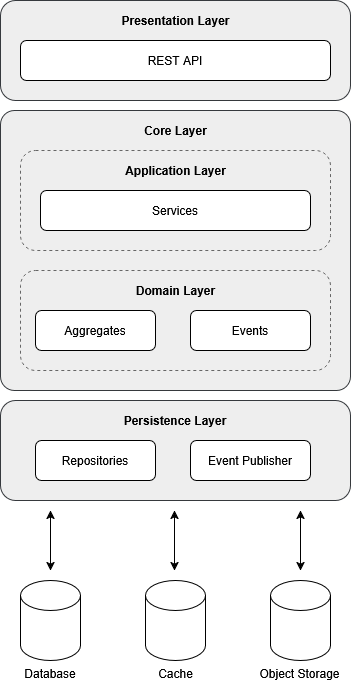 Presentation Layer
REST API
Core Layer
Application Layer
Services
Domain Layer
Aggregates
Events
Persistence Layer
Repositories
Event Publisher
Database
Cache
Object Storage